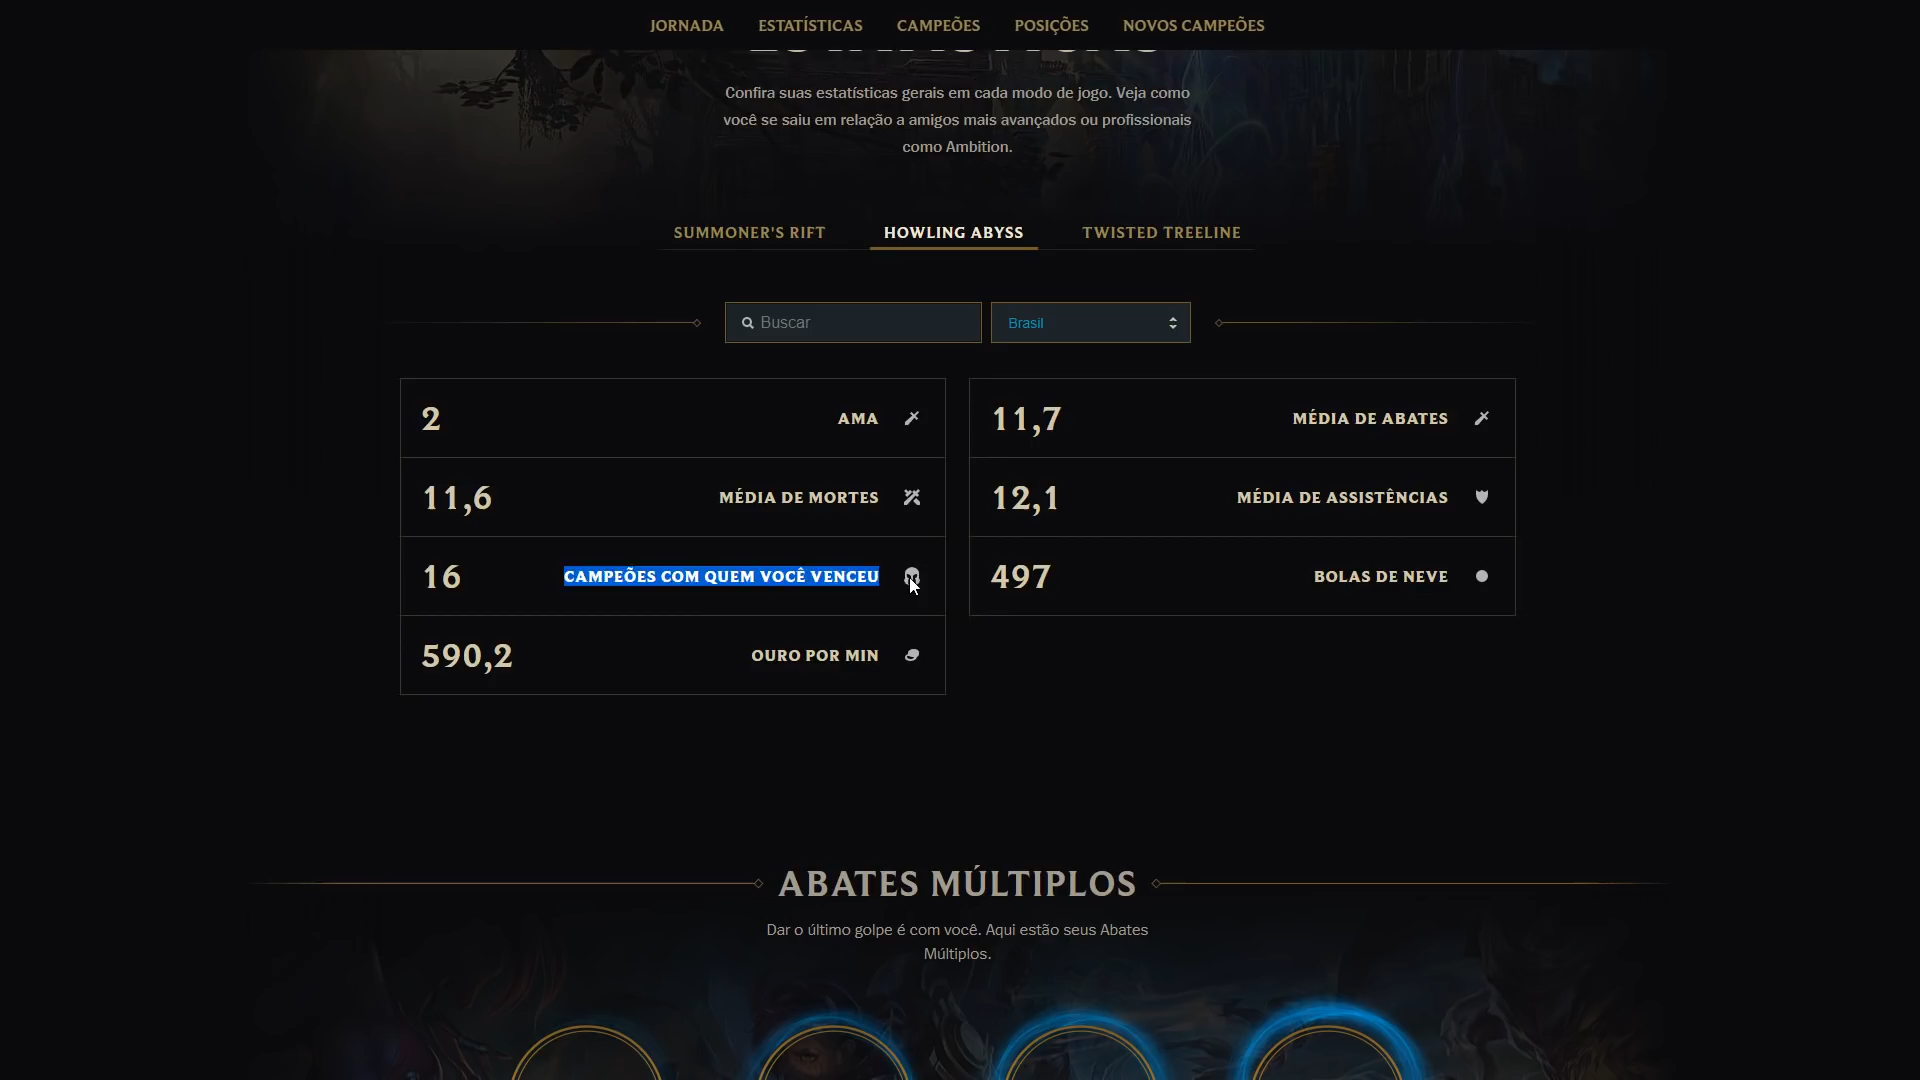 JORNADA ESTATÍSTICAS CAMPEÕES POSIÇÕES NOVOS CAMPEÕES
Confira suas estatísticas gerais em cada modo de jogo. Veja como
você se saiu em relação a amigos mais avançados ou profissionais
como Ambition.
SUMMONER'S RIFT HOWLING ABYSS TWISTED TREELINE
Buscar Brasil
2 AMA
11,6 MÉDIA DE MORTES
16 CAMPEÕES COM QUEM VOCÊ VENCEU
590,2 OURO POR MIN
11,7 MÉDIA DE ABATES
12,1 MÉDIA DE ASSISTÊNCIAS
497 BOLAS DE NEVE
ABATES MÚLTIPLOS
Dar o último golpe é com você. Aqui estão seus Abates
Múltiplos.